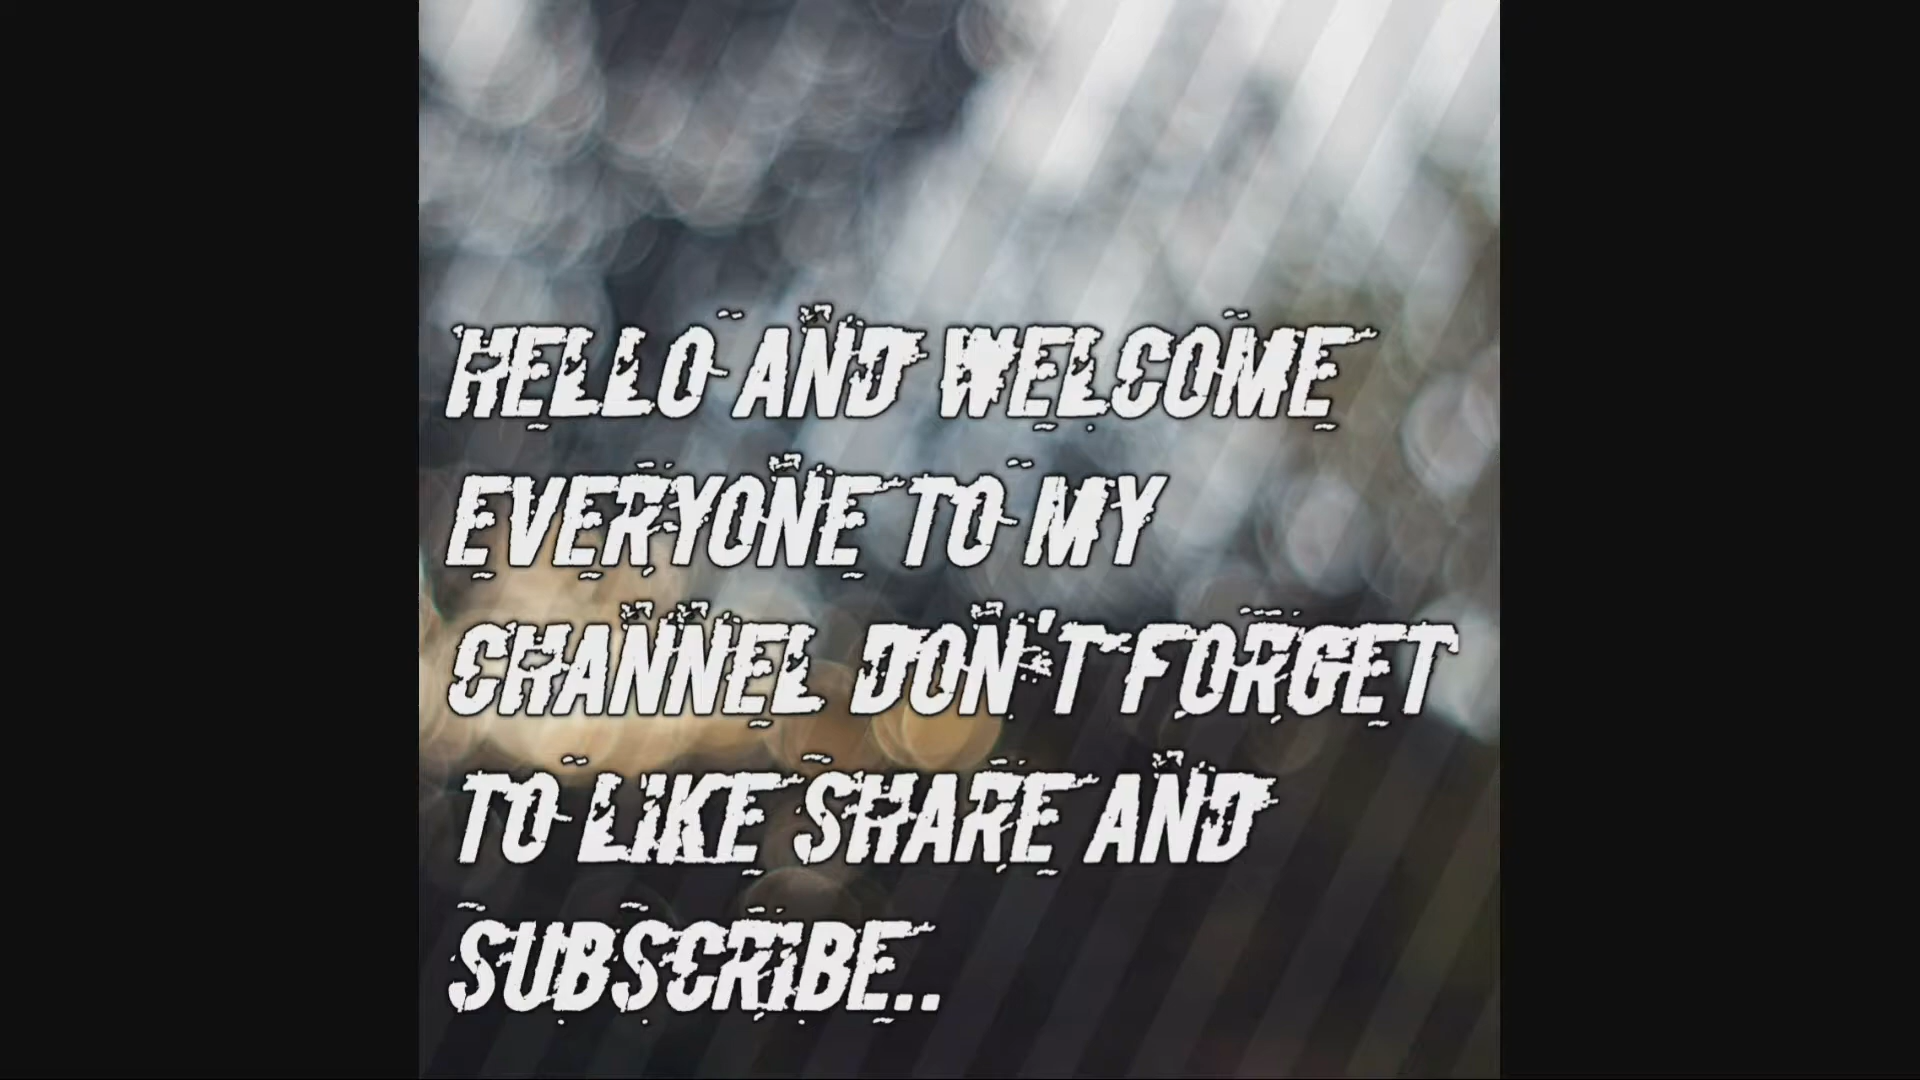 HELLO AND WELCOME
EVERYONE TO MY
CHANNEL DON'T FORGET
TO LIKE SHARE AND
SUBSCRIBE..